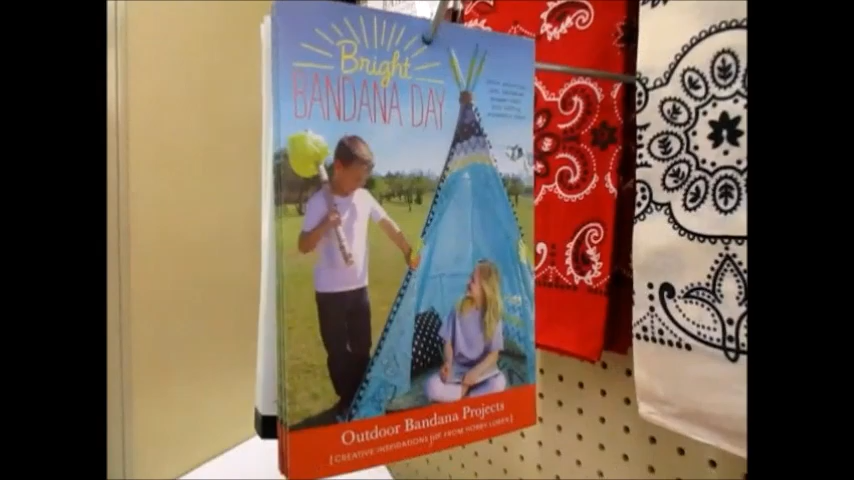 Bright
BANDANA DAY
Outdoor Bandana Projects
[CREATIVE INSPIRATIONS FROM HOBBY LOBBY]